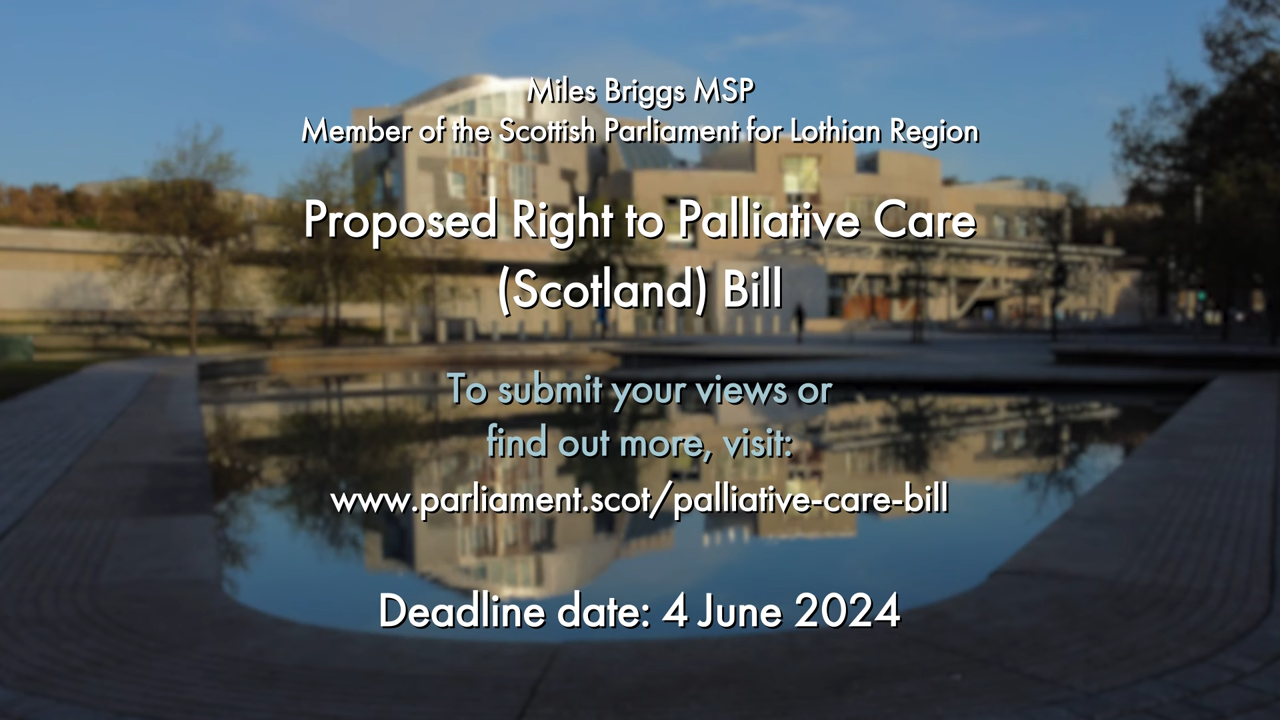 Miles Briggs MSP
Member of the Scottish Parliament for Lothian Region
Proposed Right to Palliative Care
(Scotland) Bill
To submit your views or
find out more, visit:
www.parliament.scot/palliative-care-bill
Deadline date: 4 June 2024